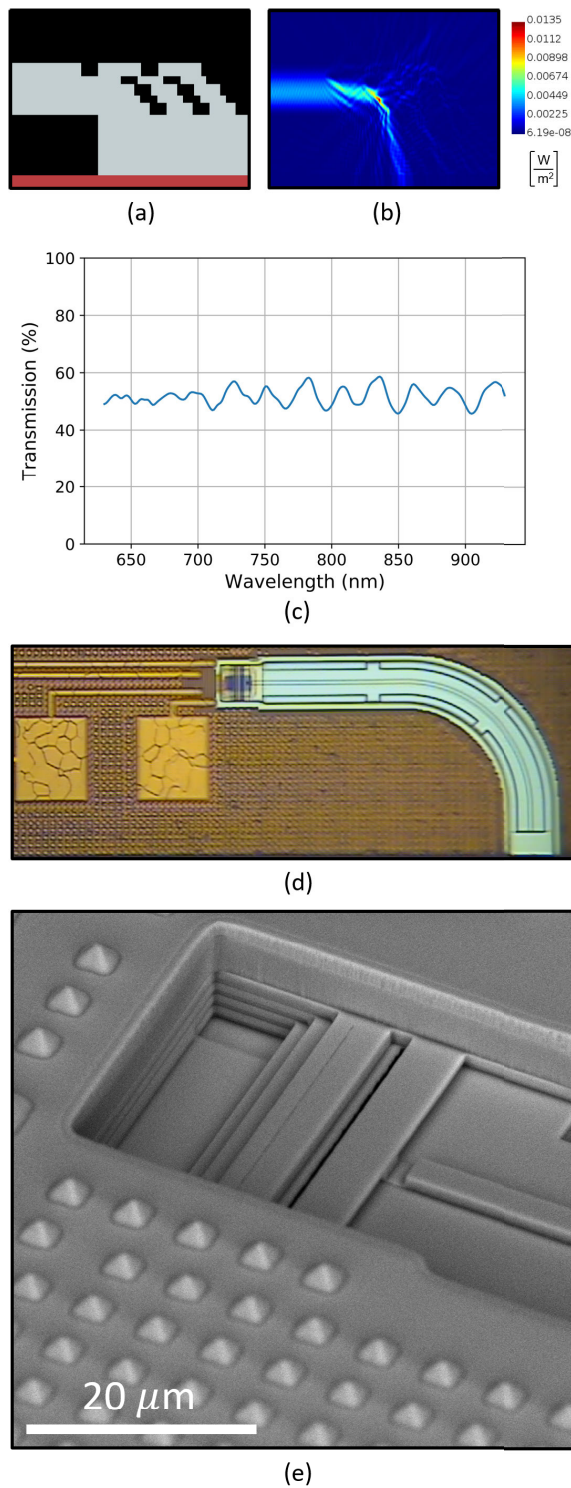 0.0135
0.0112
0.00898
0.00674
0.00449
0.00225
6.19e-08
[W/m²]
(a)
(b)
100
80
60
40
20
0
Transmission (%)
650 700 750 800 850 900
Wavelength (nm)
(c)
(d)
20 μm
(e)